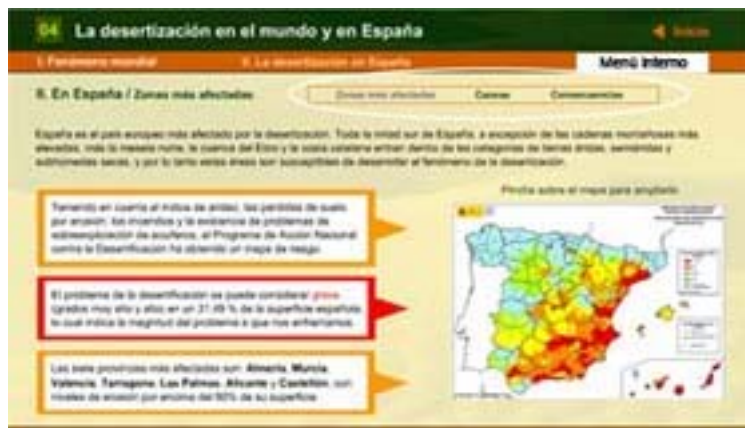 04 La desertización en el mundo y en España
Inicio
I. Fenómeno mundial II. La desertización en España Menú Interno
II. En España / Zonas más afectadas
Zonas más afectadas Causas Consecuencias
España es el país europeo más afectado por la desertización. Toda la mitad sur de España, a excepción de las cadenas montañosas más
elevadas, más la meseta norte, la cuenca del Ebro y la costa catalana entran dentro de las categorías de tierras áridas, semiáridas y
subhúmedas secas, y por lo tanto estas áreas son susceptibles de desarrollar el fenómeno de la desertización.
Pincha sobre el mapa para ampliarlo
Teniendo en cuenta el índice de aridez, las pérdidas de suelo
por erosión, los incendios y la existencia de problemas de
sobreexplotación de acuíferos, el Programa de Acción Nacional
contra la Desertificación ha obtenido un mapa de riesgo.
El problema de la desertificación se puede considerar grave
(grados muy alto y alto) en un 31,49 % de la superficie española,
lo cual indica la magnitud del problema a que nos enfrentamos.
Las siete provincias más afectadas son: Almería, Murcia,
Valencia, Tarragona, Las Palmas, Alicante y Castellón, con
niveles de erosión por encima del 90% de su superficie.